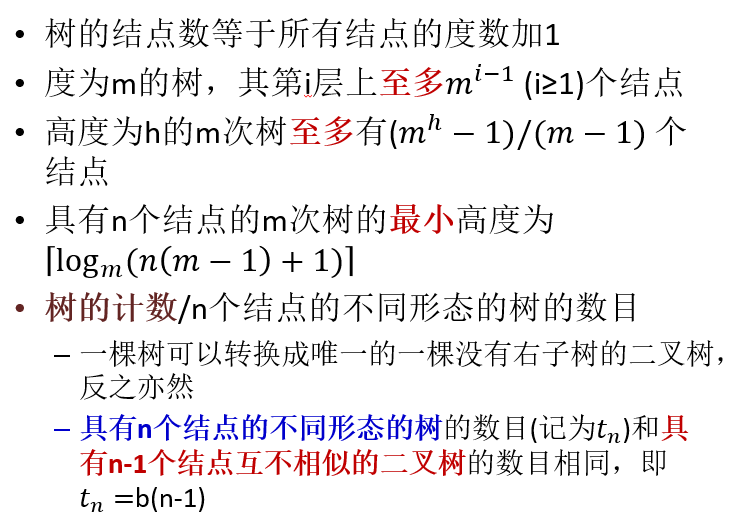 • 树的结点数等于所有结点的度数加1
• 度为m的树，其第i层上至多$m^{i-1}$ (i≥1)个结点
• 高度为h的m次树至多有$(m^h − 1)/(m − 1)$ 个
结点
• 具有n个结点的m次树的最小高度为
$⌈\log_m(n(m − 1) + 1)⌉$
• 树的计数/n个结点的不同形态的树的数目
– 一棵树可以转换成唯一的一棵没有右子树的二叉树，
反之亦然
– 具有n个结点的不同形态的树的数目(记为$t_n$)和具
有n-1个结点互不相似的二叉树的数目相同，即
$t_n$ =b(n-1)